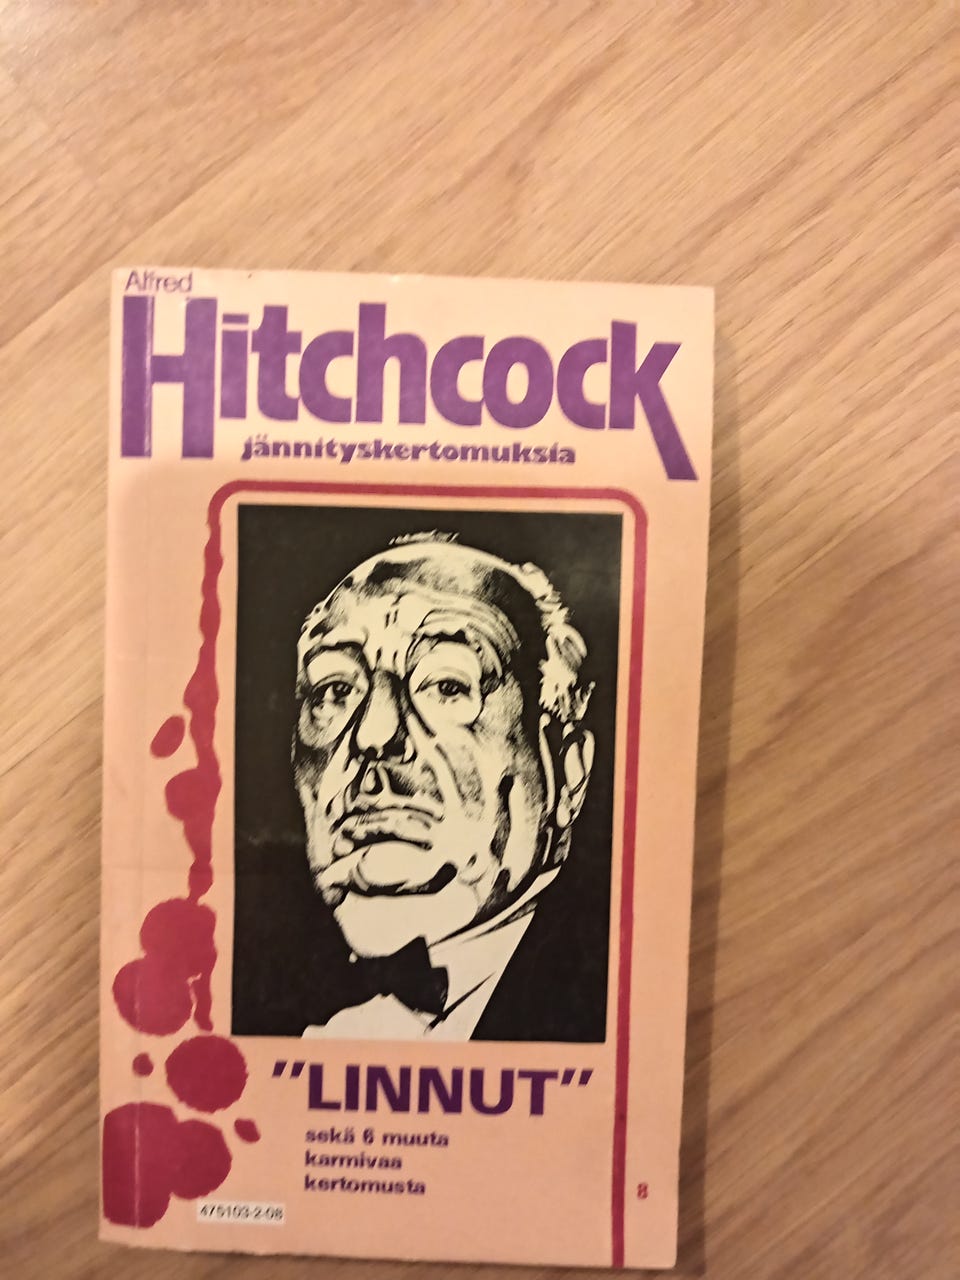 Alfred
Hitchcock
jännityskertomuksia
"LINNUT"
sekä 6 muuta
karmivaa
kertomusta
8
475103-2-08